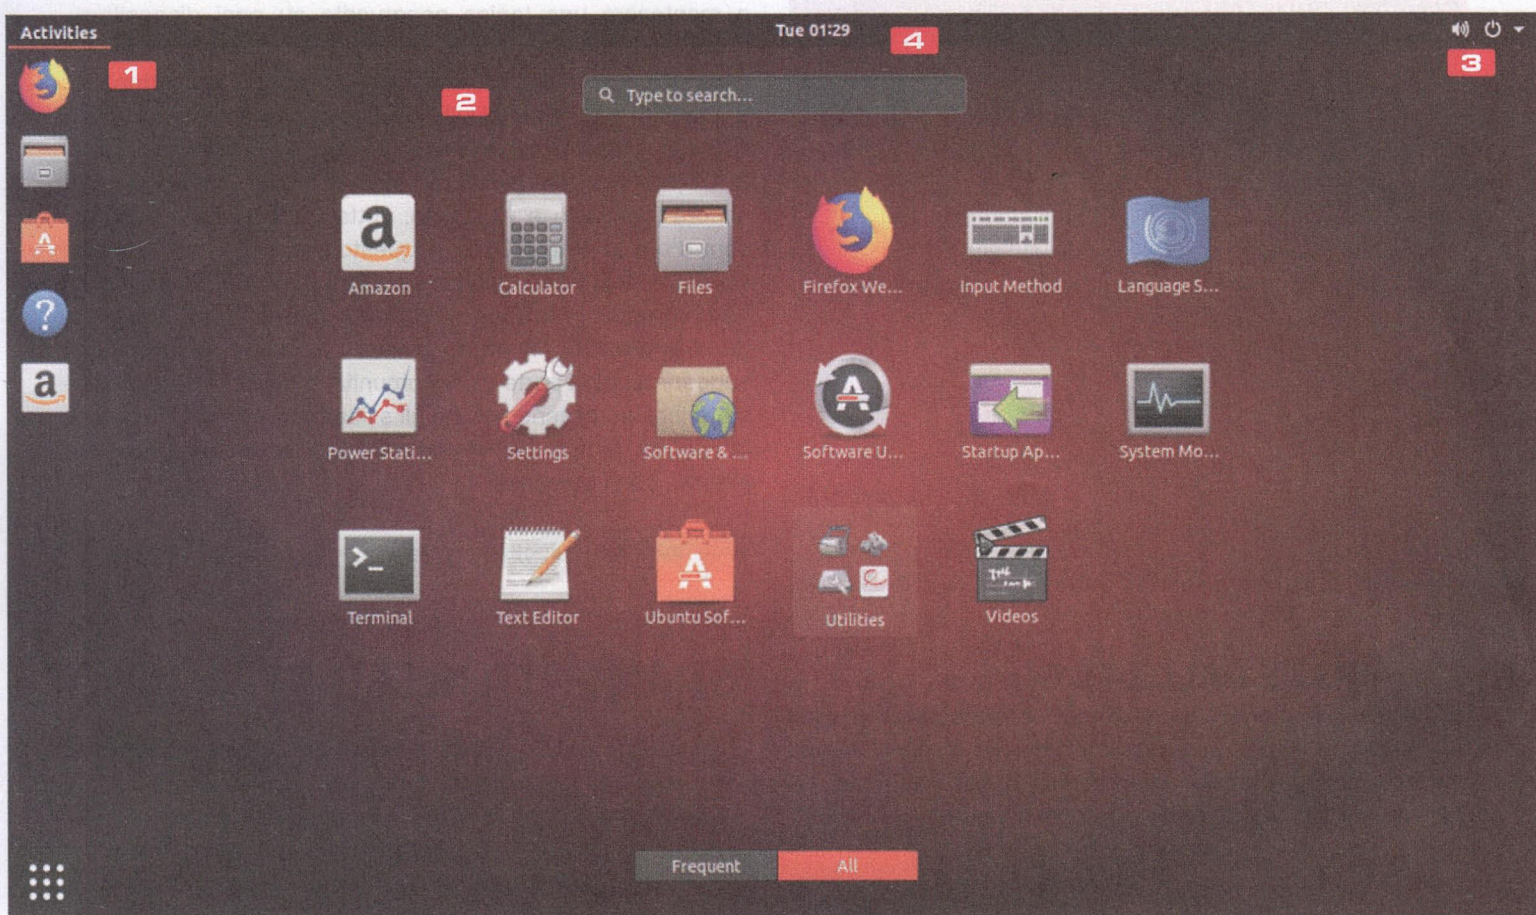 Activities
Tue 01:29
4
1
3
2
Type to search...
a
Amazon
Calculator
Files
Firefox We...
Input Method
Language S...
?
a
Power Stati...
Settings
Software & ...
Software U...
Startup Ap...
System Mo...
>_
Terminal
Text Editor
Ubuntu Sof...
Utilities
Videos
Frequent
All